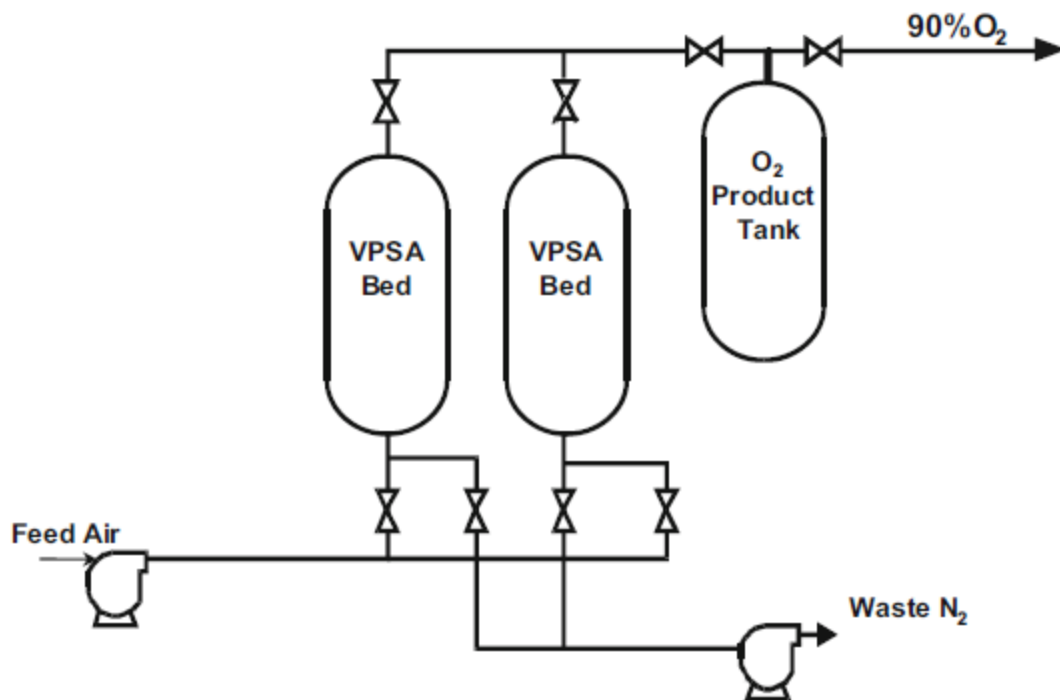 90%O₂
O₂
Product
Tank
VPSA
Bed
VPSA
Bed
Feed Air
Waste N₂